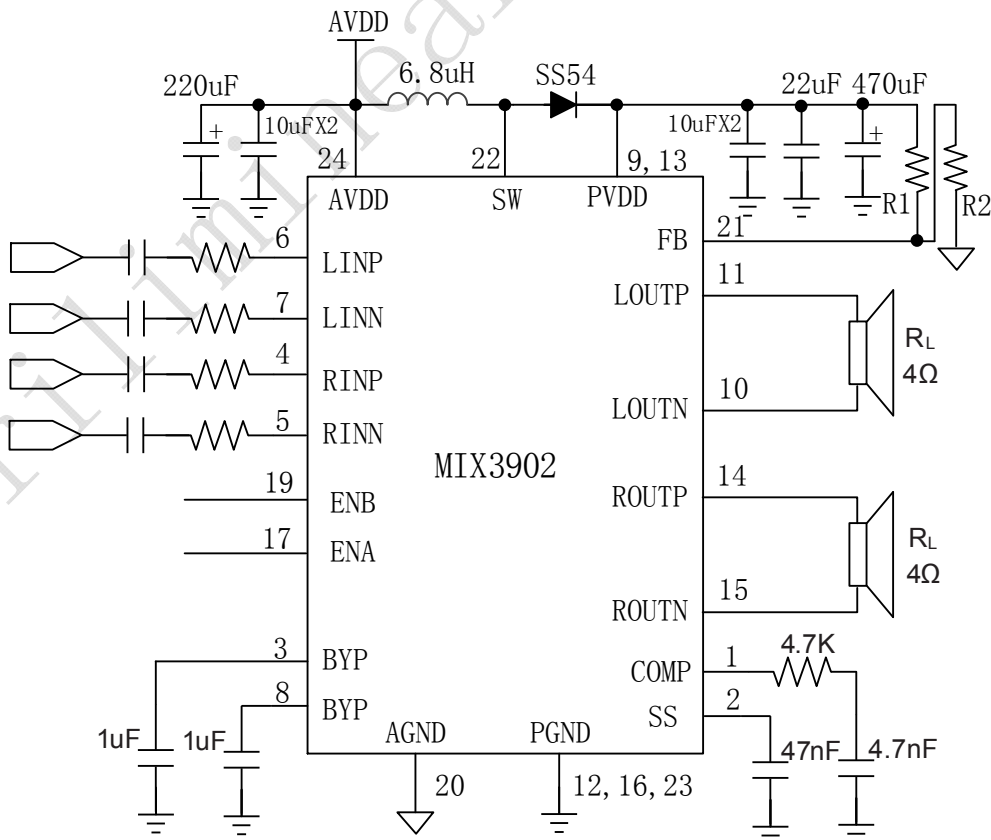 AVDD
220uF
6.8uH
SS54
22uF 470uF
10uFX2
10uFX2
24
22
9, 13
AVDD
SW
PVDD
R1
R2
6
LINP
FB
21
7
LINN
LOUTP
11
4
RINP
RL
4Ω
5
RINN
LOUTN
10
MIX3902
19
ENB
ROUTP
14
17
ENA
RL
4Ω
ROUTN
15
3
BYP
COMP
1
4.7K
8
BYP
SS
2
1uF
1uF
AGND
PGND
47nF
4.7nF
20
12, 16, 23